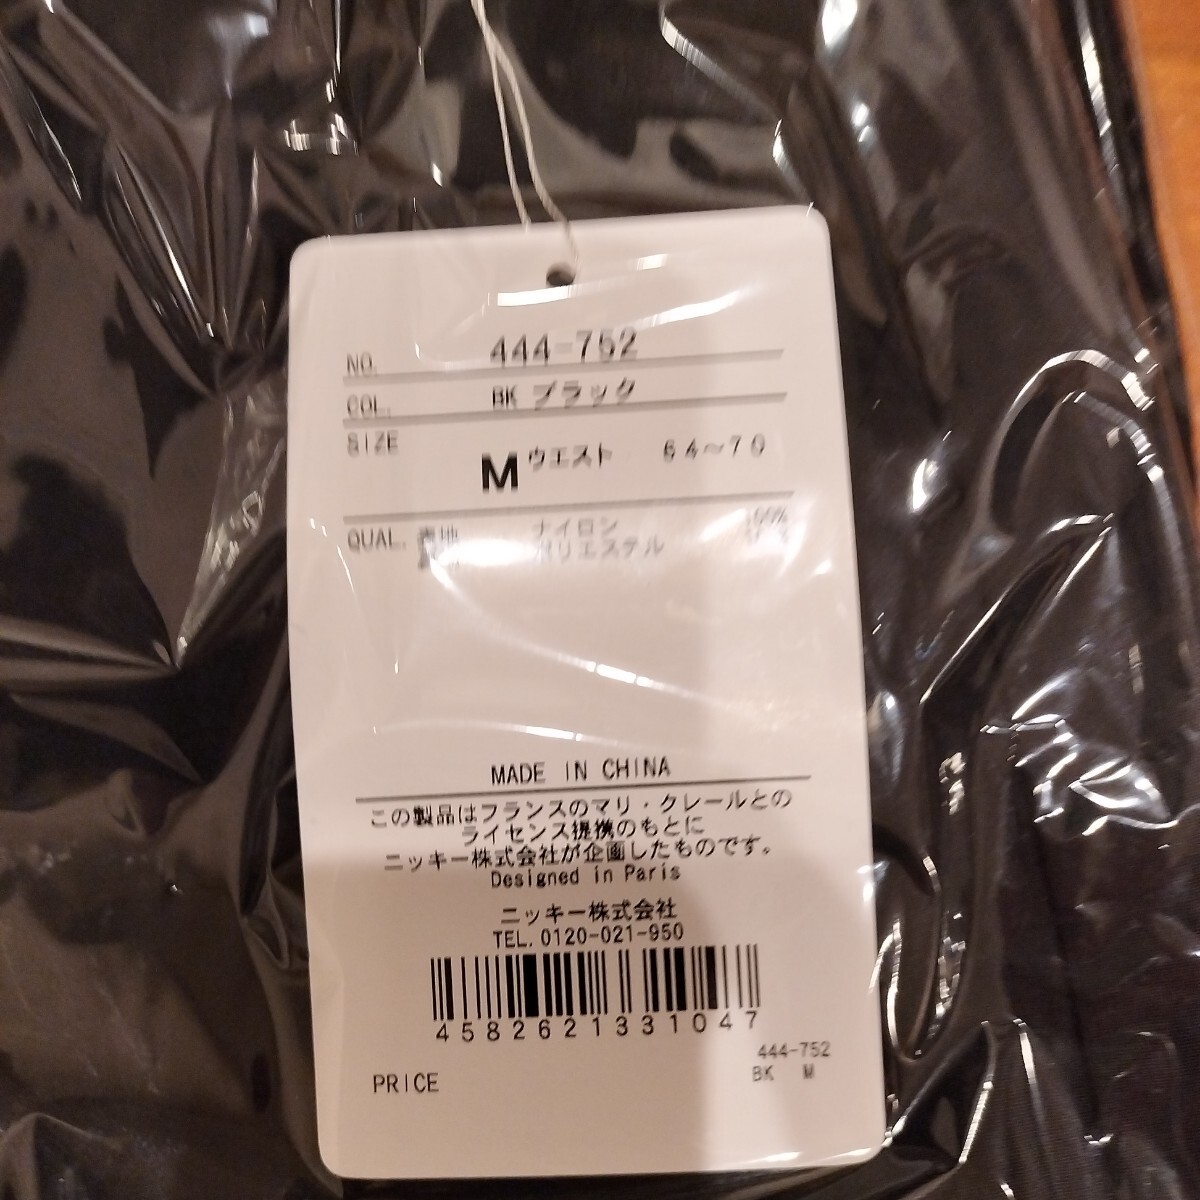 NO. 444-752
COL. BK ブラック
SIZE M ウエスト 64～70
QUAL. 表地 ナイロン 100%
ポリエステル
MADE IN CHINA
この製品はフランスのマリ・クレールとの
ライセンス提携のもとに
ニッキー株式会社が企画したものです。
Designed in Paris
ニッキー株式会社
TEL. 0120-021-950
4582621331047
444-752
BK M
PRICE